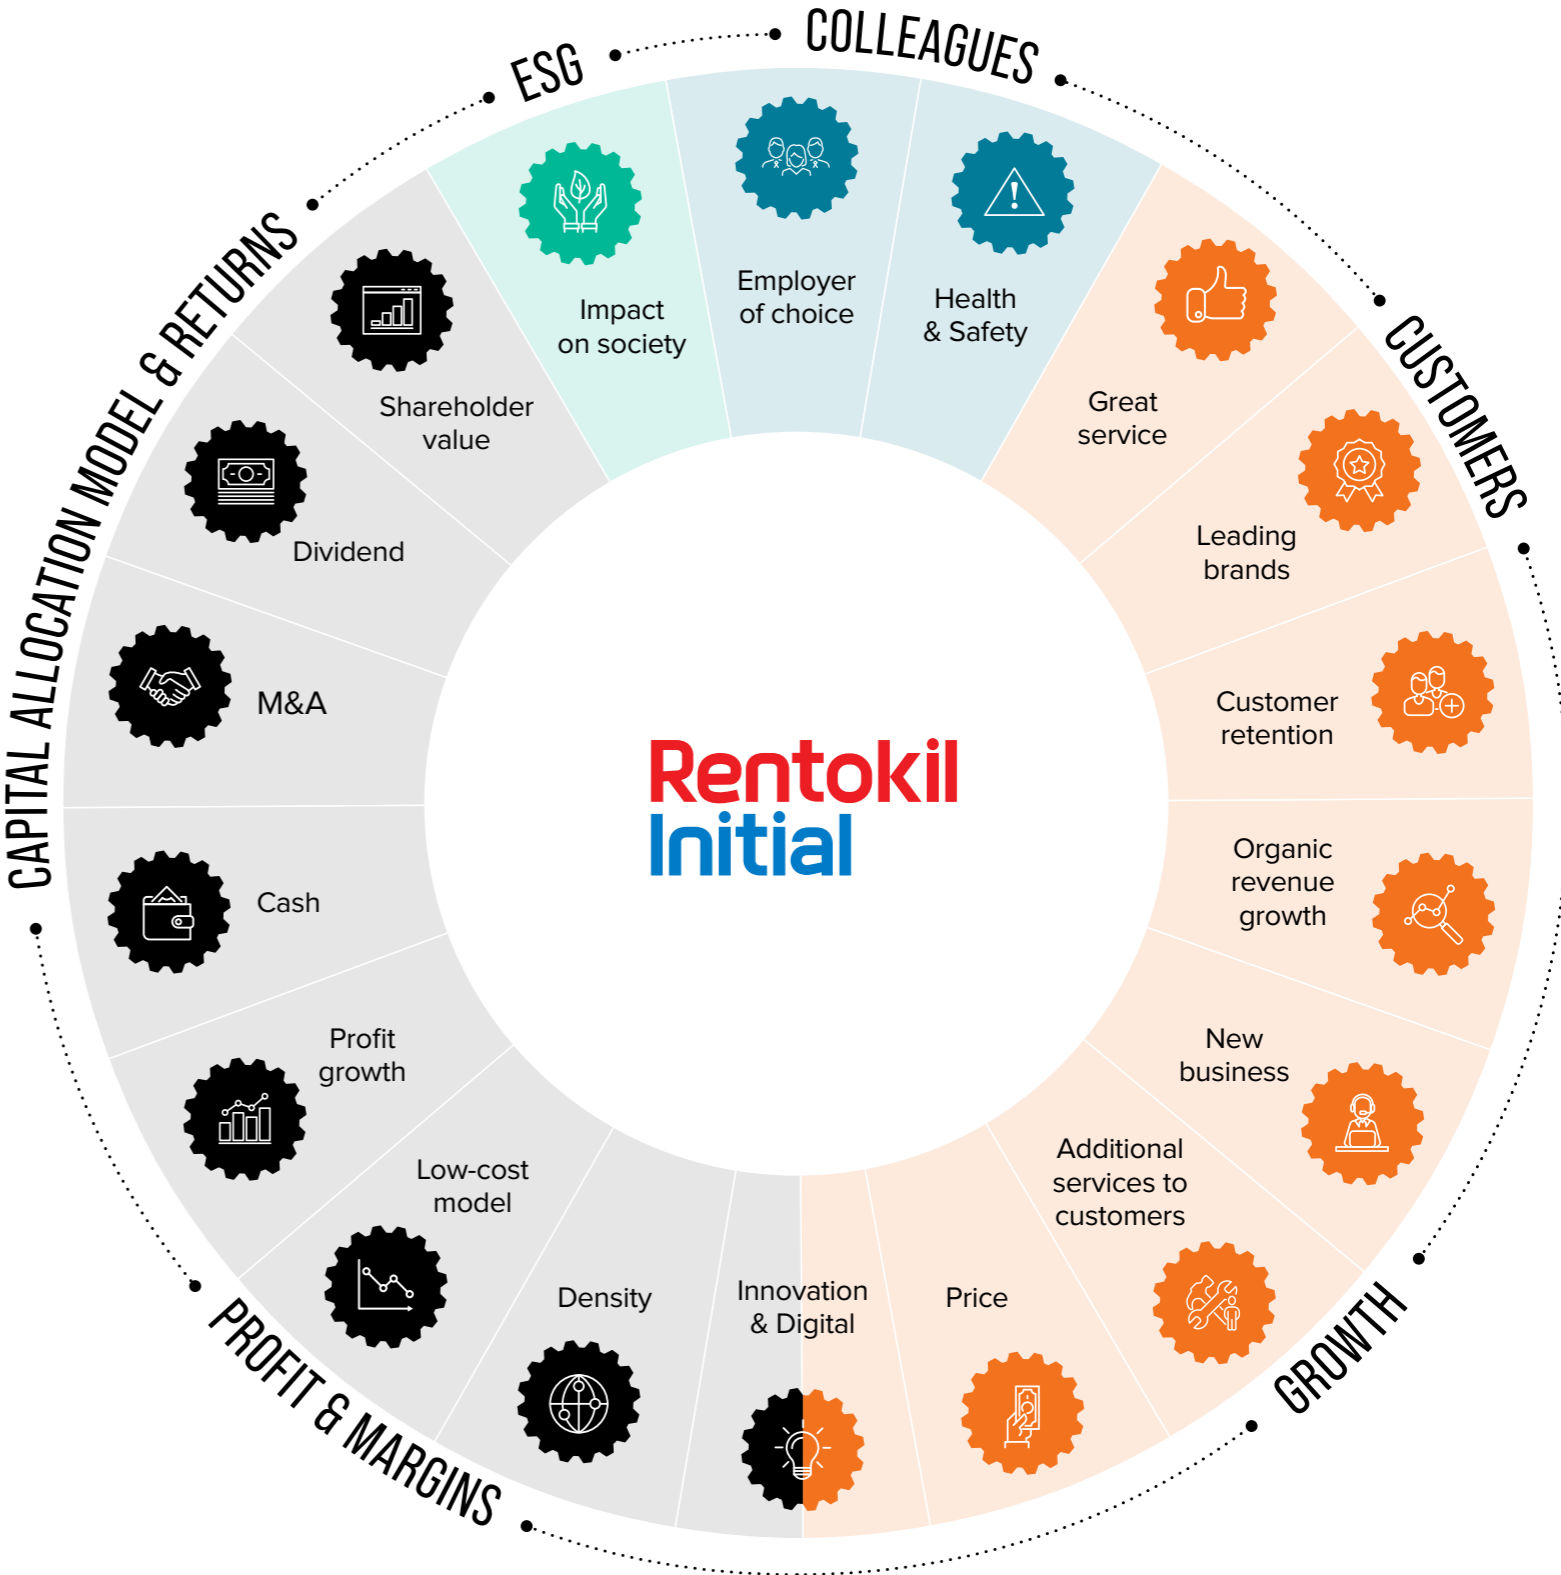 COLLEAGUES
Employer
of choice
Health
& Safety
CUSTOMERS
Great
service
Leading
brands
Customer
retention
GROWTH
Organic
revenue
growth
New
business
Additional
services to
customers
Price
Innovation
& Digital
PROFIT & MARGINS
Density
Low-cost
model
Profit
growth
CAPITAL ALLOCATION MODEL & RETURNS
Cash
M&A
Dividend
Shareholder
value
ESG
Impact
on society
Rentokil
Initial